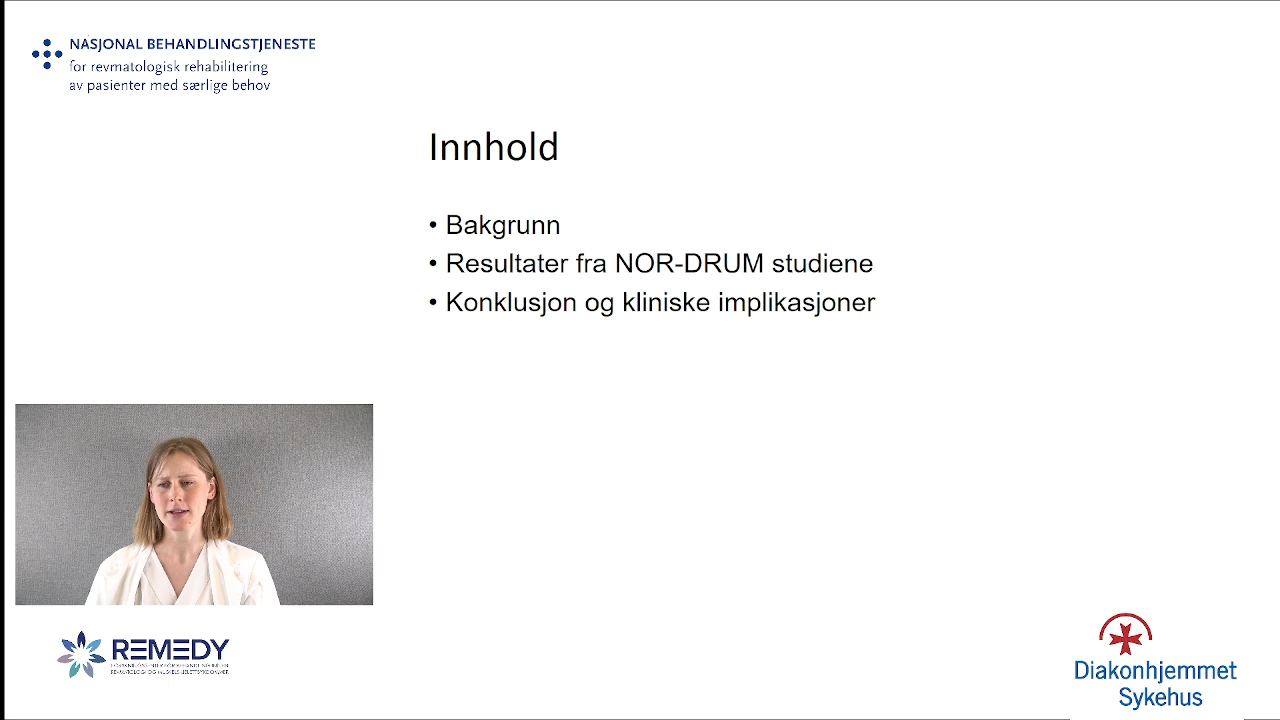 NASJONAL BEHANDLINGSTJENESTE
for revmatologisk rehabilitering
av pasienter med særlige behov
Innhold
• Bakgrunn
• Resultater fra NOR-DRUM studiene
• Konklusjon og kliniske implikasjoner
REMEDY
Diakonhjemmet
Sykehus